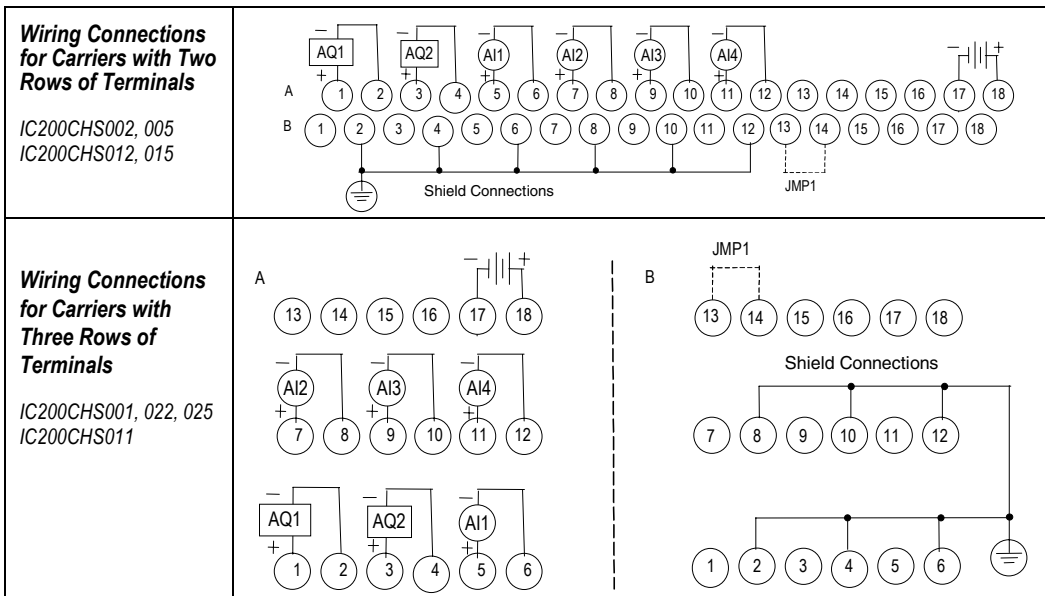 Wiring Connections
for Carriers with Two
Rows of Terminals
IC200CHS002, 005
IC200CHS012, 015
− − − − − − − +
AQ1 AQ2 AI1 AI2 AI3 AI4
+ + + + + +
A 1 2 3 4 5 6 7 8 9 10 11 12 13 14 15 16 17 18
B 1 2 3 4 5 6 7 8 9 10 11 12 13 14 15 16 17 18
Shield Connections
JMP1
Wiring Connections
for Carriers with
Three Rows of
Terminals
IC200CHS001, 022, 025
IC200CHS011
A
− +
13 14 15 16 17 18
− − −
AI2 AI3 AI4
+ + +
7 8 9 10 11 12
− − −
AQ1 AQ2 AI1
+ + +
1 2 3 4 5 6
JMP1
B
13 14 15 16 17 18
Shield Connections
7 8 9 10 11 12
1 2 3 4 5 6